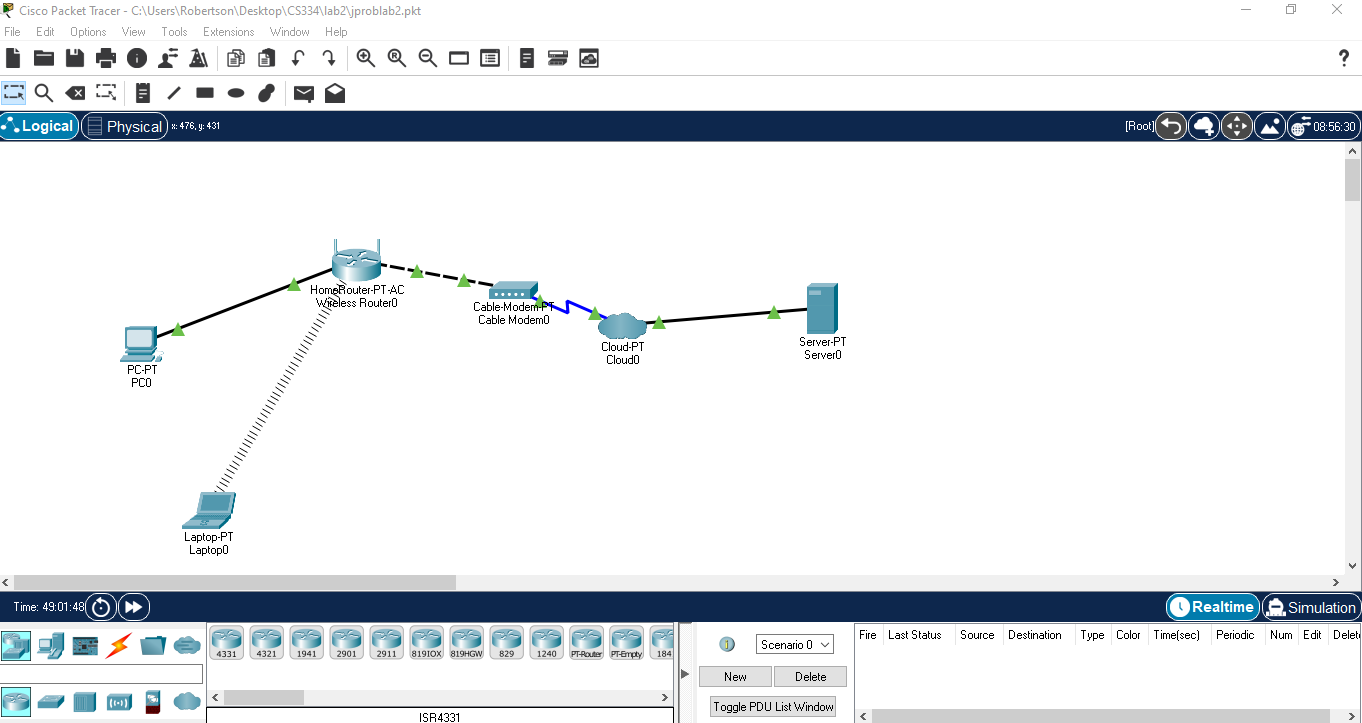 Cisco Packet Tracer - C:\Users\Robertson\Desktop\CS334\lab2\jproblab2.pkt
File Edit Options View Tools Extensions Window Help
?
Logical Physical x: 476, y: 431 [Root] 08:56:30
HomeRouter-PT-AC
Wireless Router0
Cable-Modem-PT
Cable Modem0
Cloud-PT
Cloud0
Server-PT
Server0
PC-PT
PC0
Laptop-PT
Laptop0
Time: 49:01:48 Realtime Simulation
4331 4321 1941 2901 2911 819IOX 819HGW 829 1240 PT-Router PT-Empty 184
ISR4331
Scenario 0
New Delete
Toggle PDU List Window
Fire Last Status Source Destination Type Color Time(sec) Periodic Num Edit Delete